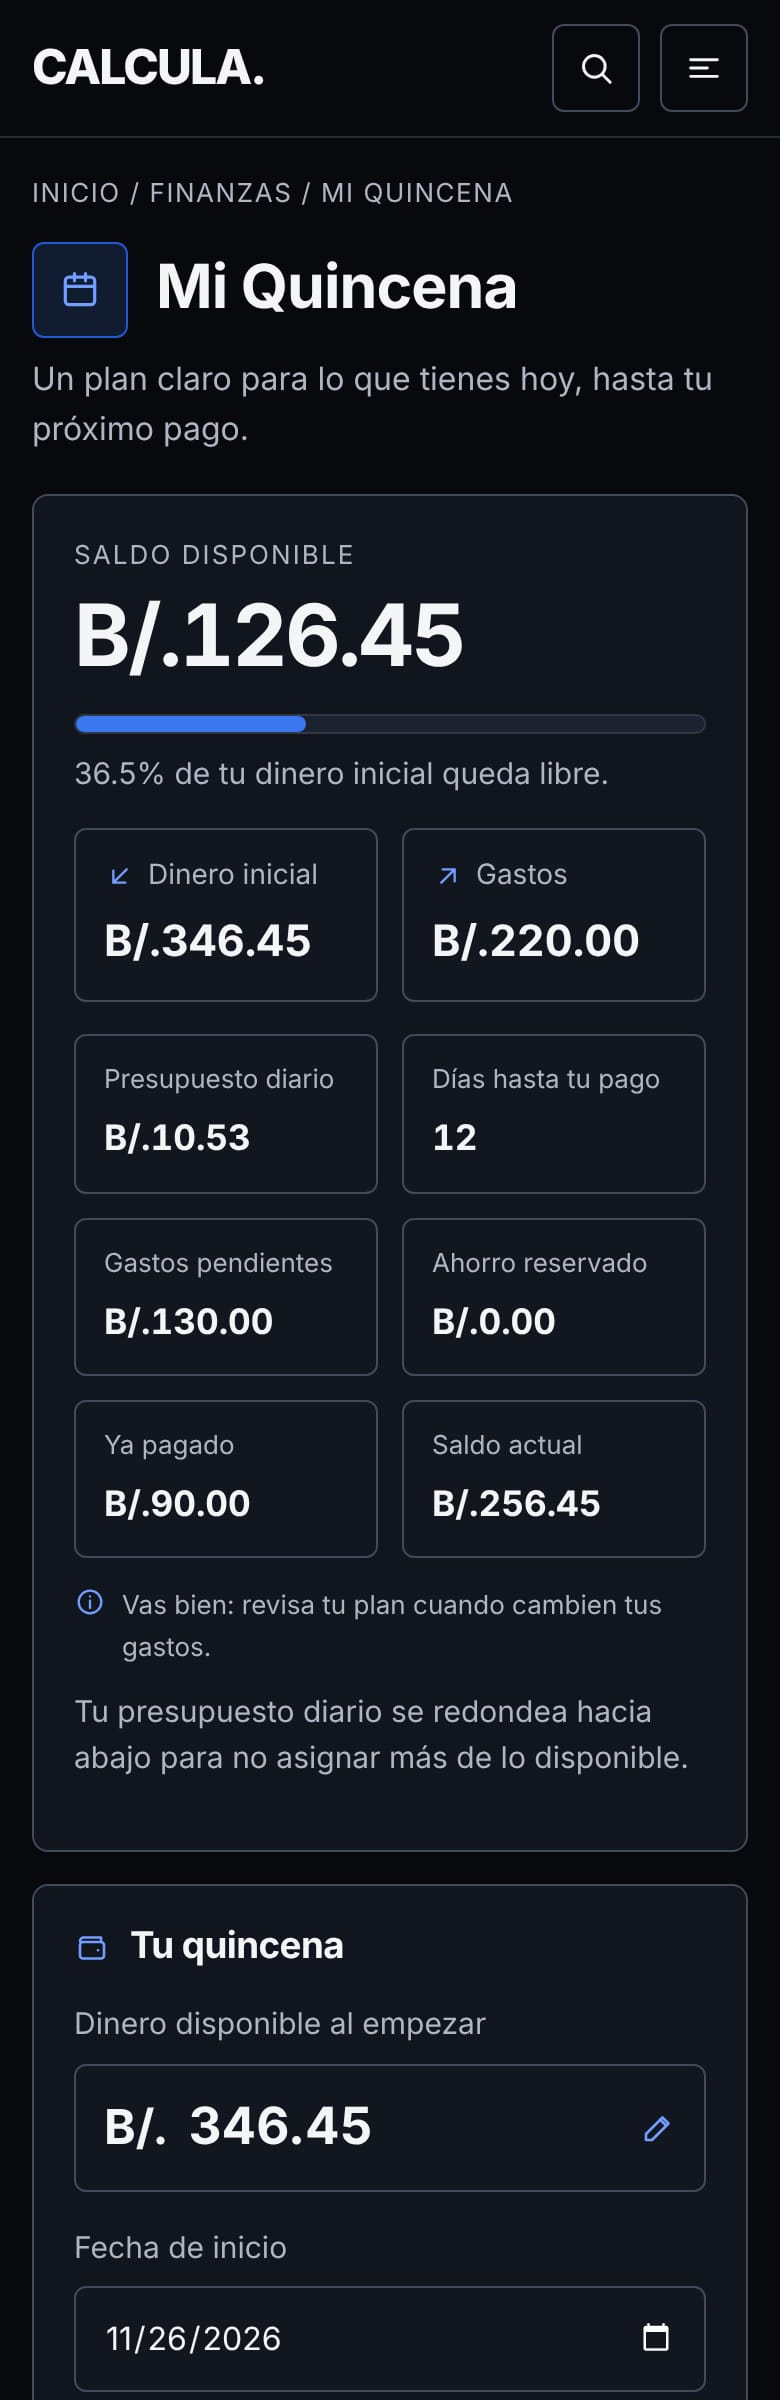 CALCULA.
INICIO / FINANZAS / MI QUINCENA
Mi Quincena
Un plan claro para lo que tienes hoy, hasta tu
próximo pago.
SALDO DISPONIBLE
B/.126.45
36.5% de tu dinero inicial queda libre.
Dinero inicial
B/.346.45
Gastos
B/.220.00
Presupuesto diario
B/.10.53
Días hasta tu pago
12
Gastos pendientes
B/.130.00
Ahorro reservado
B/.0.00
Ya pagado
B/.90.00
Saldo actual
B/.256.45
Vas bien: revisa tu plan cuando cambien tus
gastos.
Tu presupuesto diario se redondea hacia
abajo para no asignar más de lo disponible.
Tu quincena
Dinero disponible al empezar
B/. 346.45
Fecha de inicio
11/26/2026